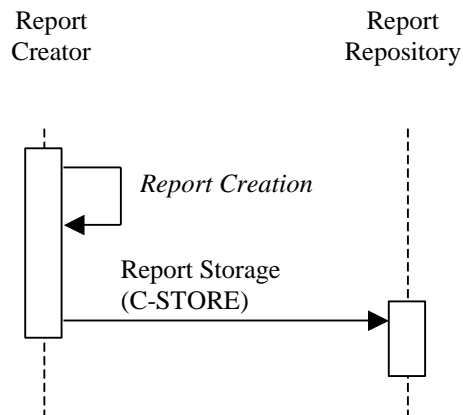 Report
Creator
Report
Repository
Report Creation
Report Storage
(C-STORE)